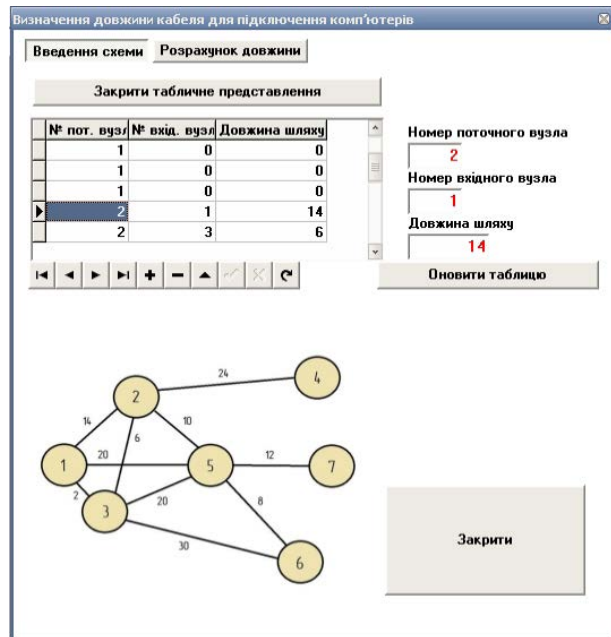 Визначення довжини кабеля для підключення комп'ютерів
Введення схеми Розрахунок довжини
Закрити табличне представлення
№ пот. вузл № вхід. вузл Довжина шляху
1 0 0
1 0 0
1 0 0
2 1 14
2 3 6
Номер поточного вузла
2
Номер вхідного вузла
1
Довжина шляху
14
Оновити таблицю
24
4
2
14
6
10
20
12
1
5
7
2
3
20
8
30
6
Закрити